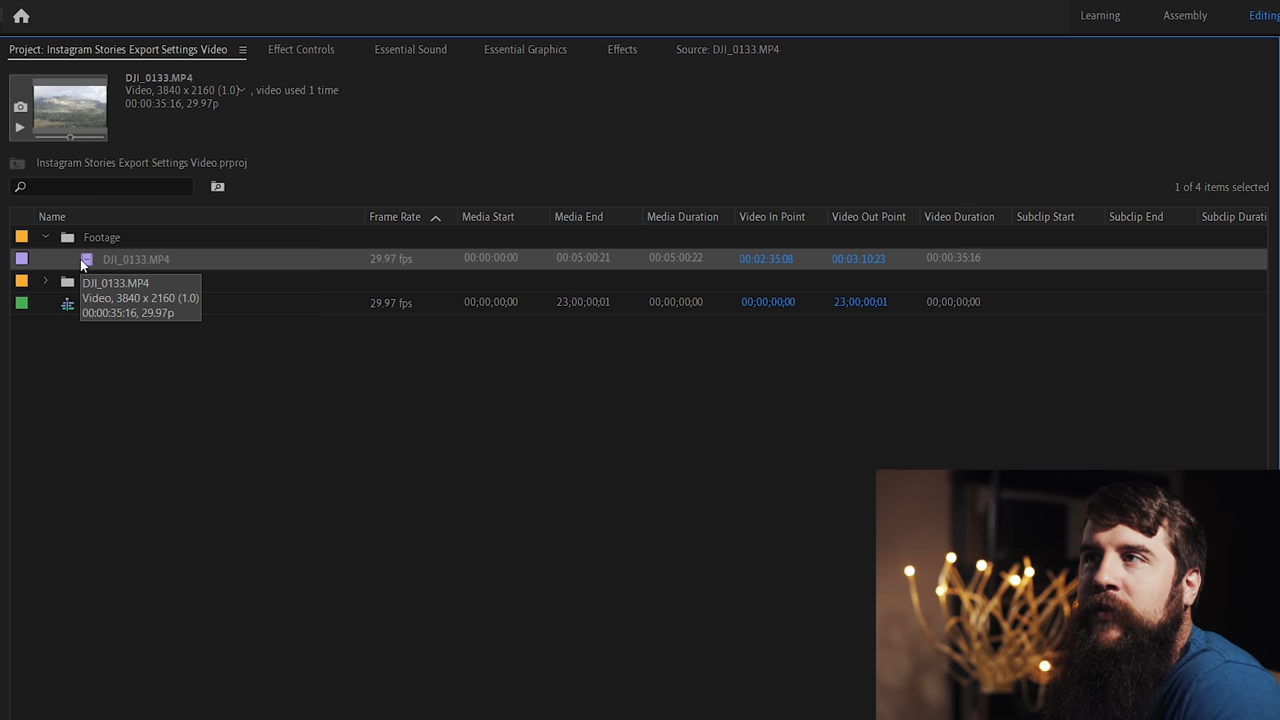 Learning Assembly Editing
Project: Instagram Stories Export Settings Video Effect Controls Essential Sound Essential Graphics Effects Source: DJI_0133.MP4
DJI_0133.MP4
Video, 3840 x 2160 (1.0) , video used 1 time
00:00:35:16, 29.97p
Instagram Stories Export Settings Video.prproj
1 of 4 items selected
Name Frame Rate Media Start Media End Media Duration Video In Point Video Out Point Video Duration Subclip Start Subclip End Subclip Durati
Footage
DJI_0133.MP4 29.97 fps 00:00:00:00 00:05:00:21 00:05:00:22 00:02:35:08 00:03:10:23 00:00:35:16
DJI_0133.MP4
Video, 3840 x 2160 (1.0)
00:00:35:16, 29.97p
29.97 fps 00;00;00;00 23;00;00;01 00;00;00;00 00;00;00;00 23;00;00;01 00;00;00;00